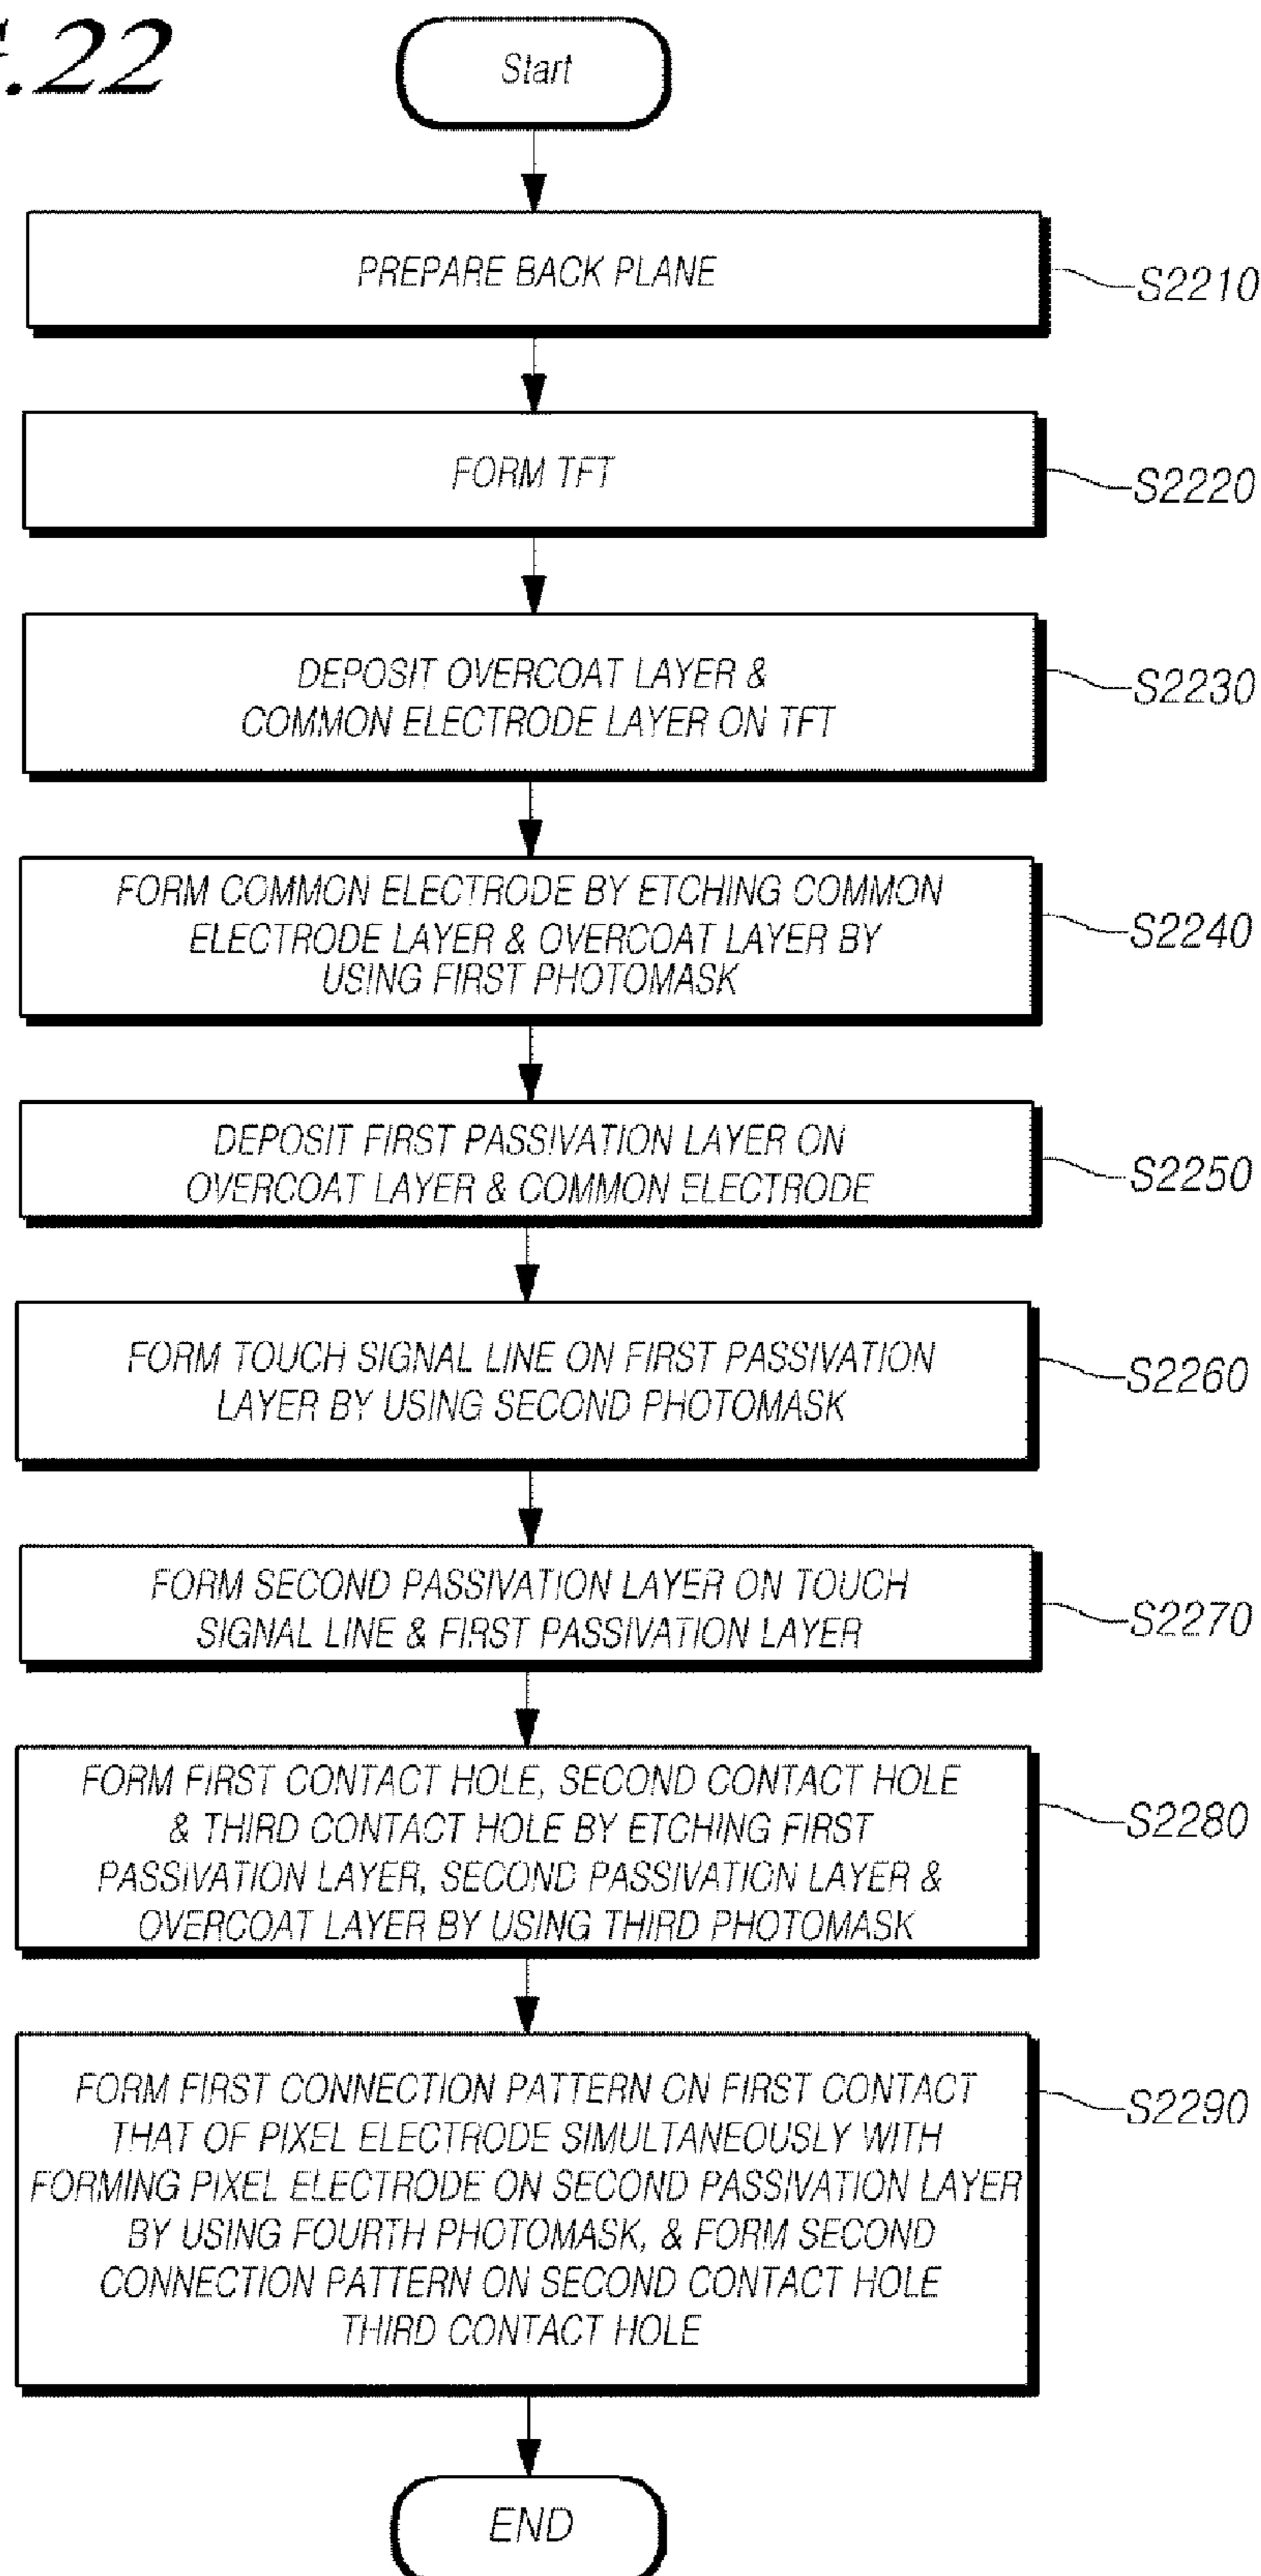 .22
Start
PREPARE BACK PLANE
S2210
FORM TFT
S2220
DEPOSIT OVERCOAT LAYER &
COMMON ELECTRODE LAYER ON TFT
S2230
FORM COMMON ELECTRODE BY ETCHING COMMON
ELECTRODE LAYER & OVERCOAT LAYER BY
USING FIRST PHOTOMASK
S2240
DEPOSIT FIRST PASSIVATION LAYER ON
OVERCOAT LAYER & COMMON ELECTRODE
S2250
FORM TOUCH SIGNAL LINE ON FIRST PASSIVATION
LAYER BY USING SECOND PHOTOMASK
S2260
FORM SECOND PASSIVATION LAYER ON TOUCH
SIGNAL LINE & FIRST PASSIVATION LAYER
S2270
FORM FIRST CONTACT HOLE, SECOND CONTACT HOLE
& THIRD CONTACT HOLE BY ETCHING FIRST
PASSIVATION LAYER, SECOND PASSIVATION LAYER &
OVERCOAT LAYER BY USING THIRD PHOTOMASK
S2280
FORM FIRST CONNECTION PATTERN ON FIRST CONTACT
THAT OF PIXEL ELECTRODE SIMULTANEOUSLY WITH
FORMING PIXEL ELECTRODE ON SECOND PASSIVATION LAYER
BY USING FOURTH PHOTOMASK, & FORM SECOND
CONNECTION PATTERN ON SECOND CONTACT HOLE
THIRD CONTACT HOLE
S2290
END